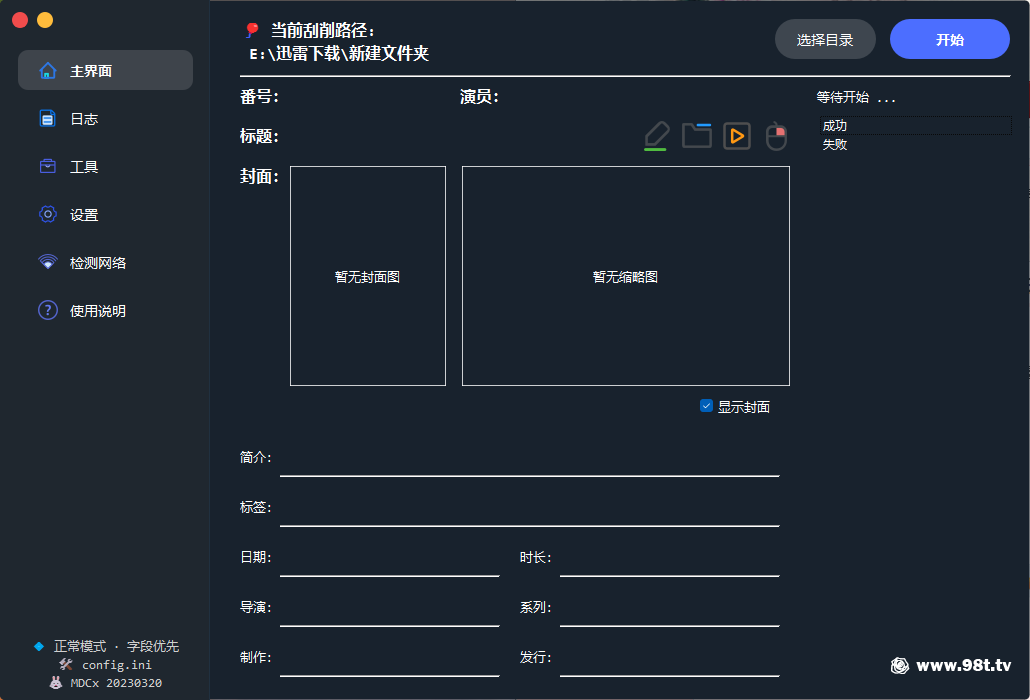 主界面
日志
工具
设置
检测网络
使用说明
正常模式 · 字段优先
config.ini
MDCx 20230320
当前刮削路径:
E:\迅雷下载\新建文件夹
选择目录
开始
番号:
演员:
标题:
封面:
暂无封面图
暂无缩略图
显示封面
等待开始 ...
成功
失败
简介:
标签:
日期:
时长:
导演:
系列:
制作:
发行:
www.98t.tv